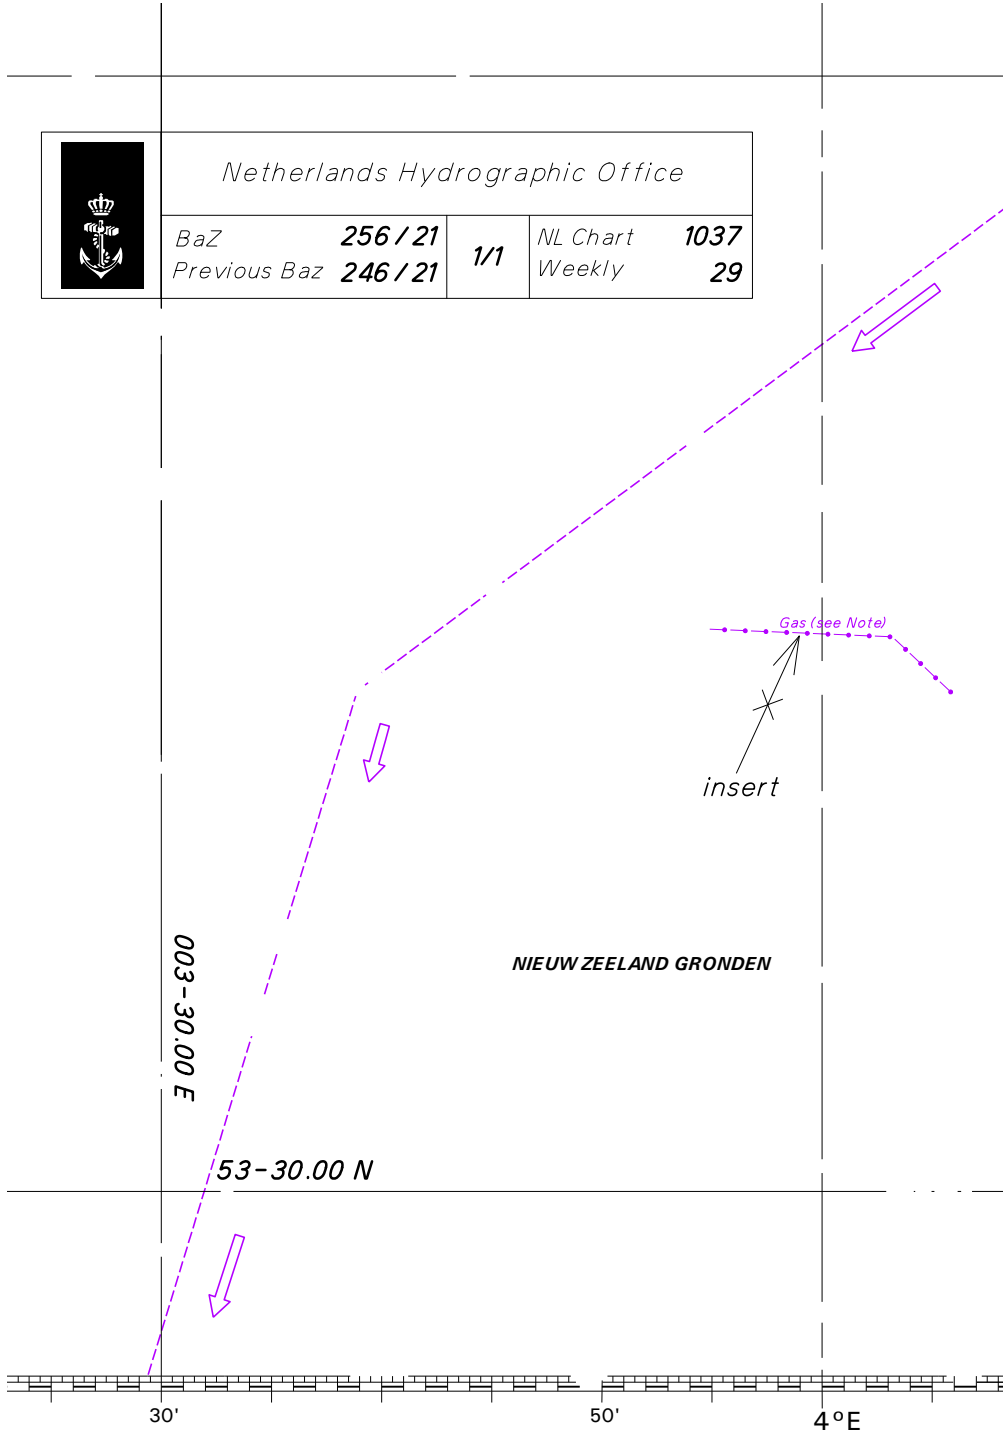 Netherlands Hydrographic Office
BaZ 256/21
Previous Baz 246/21
1/1
NL Chart 1037
Weekly 29
Gas (see Note)
insert
NIEUW ZEELAND GRONDEN
003-30.00 E
53-30.00 N
30' 50' 4°E